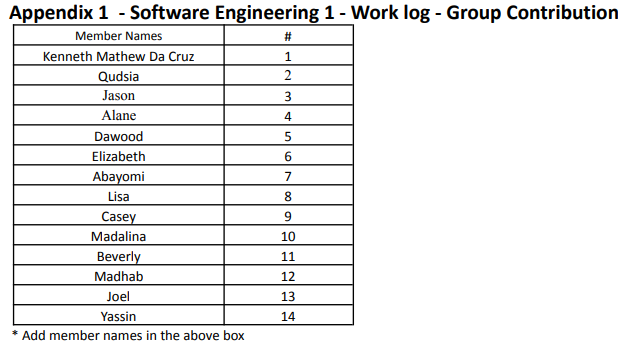 Appendix 1 - Software Engineering 1 - Work log - Group Contribution
Member Names #
Kenneth Mathew Da Cruz 1
Qudsia 2
Jason 3
Alane 4
Dawood 5
Elizabeth 6
Abayomi 7
Lisa 8
Casey 9
Madalina 10
Beverly 11
Madhab 12
Joel 13
Yassin 14
* Add member names in the above box